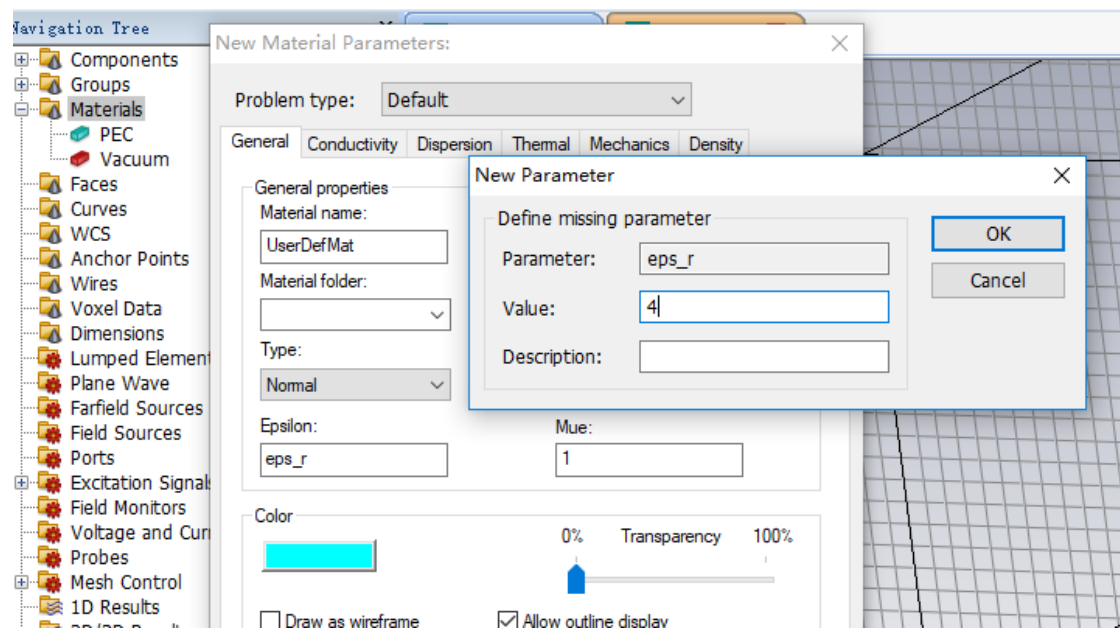 Navigation Tree
Components
Groups
Materials
PEC
Vacuum
Faces
Curves
WCS
Anchor Points
Wires
Voxel Data
Dimensions
Lumped Element
Plane Wave
Farfield Sources
Field Sources
Ports
Excitation Signals
Field Monitors
Voltage and Curr
Probes
Mesh Control
1D Results
New Material Parameters:
Problem type: Default
General Conductivity Dispersion Thermal Mechanics Density
General properties
Material name:
UserDefMat
Material folder:
Type:
Normal
Epsilon: Mue:
eps_r 1
Color
0% Transparency 100%
Draw as wireframe Allow outline display
New Parameter
Define missing parameter
Parameter: eps_r
Value: 4
Description:
OK
Cancel